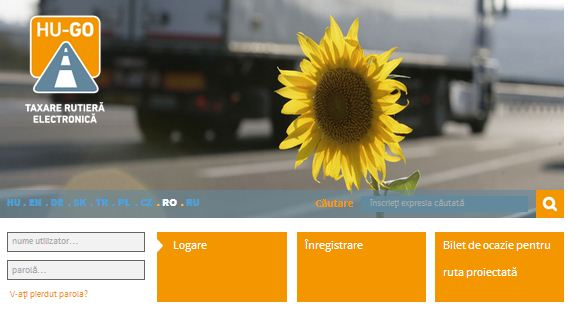 HU-GO
TAXARE RUTIERĂ
ELECTRONICĂ
HU . EN . DE . SK . TR . PL . CZ . RO . RU
Căutare
Înscrieți expresia căutată
nume utilizator...
parolă...
V-ați pierdut parola?
Logare
Înregistrare
Bilet de ocazie pentru
ruta proiectată